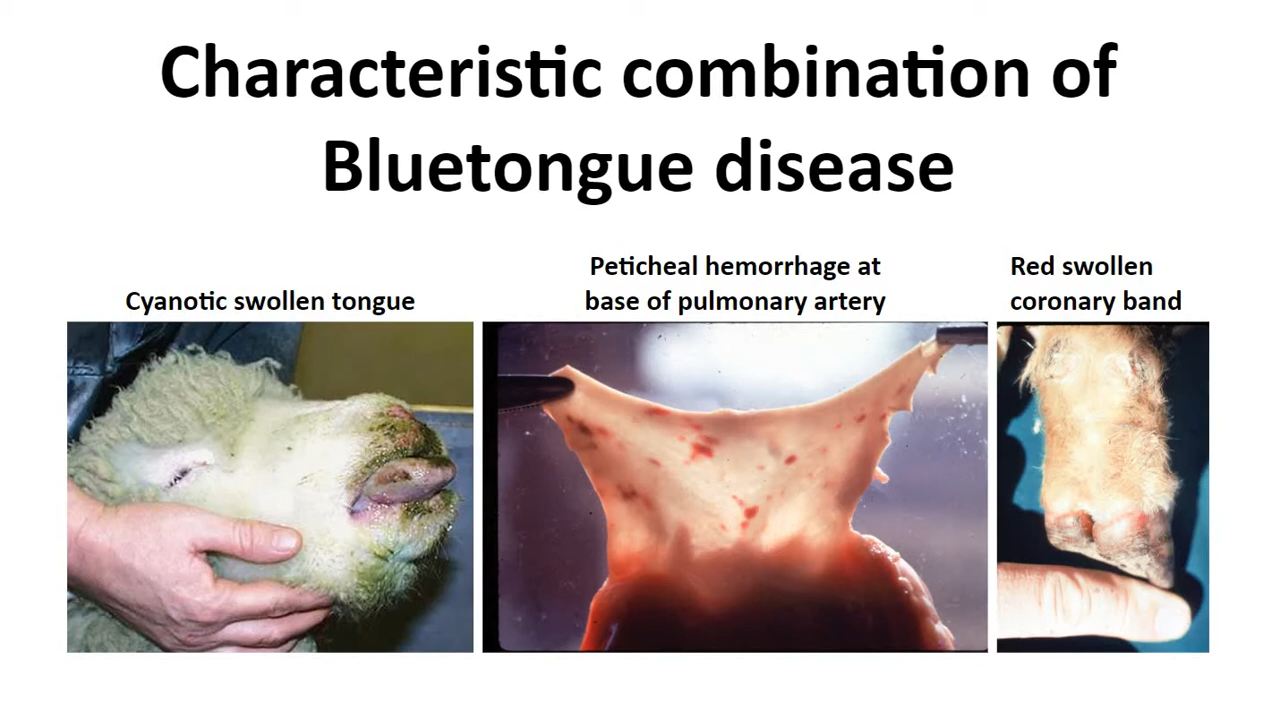 Characteristic combination of
Bluetongue disease
Cyanotic swollen tongue
Peticheal hemorrhage at
base of pulmonary artery
Red swollen
coronary band